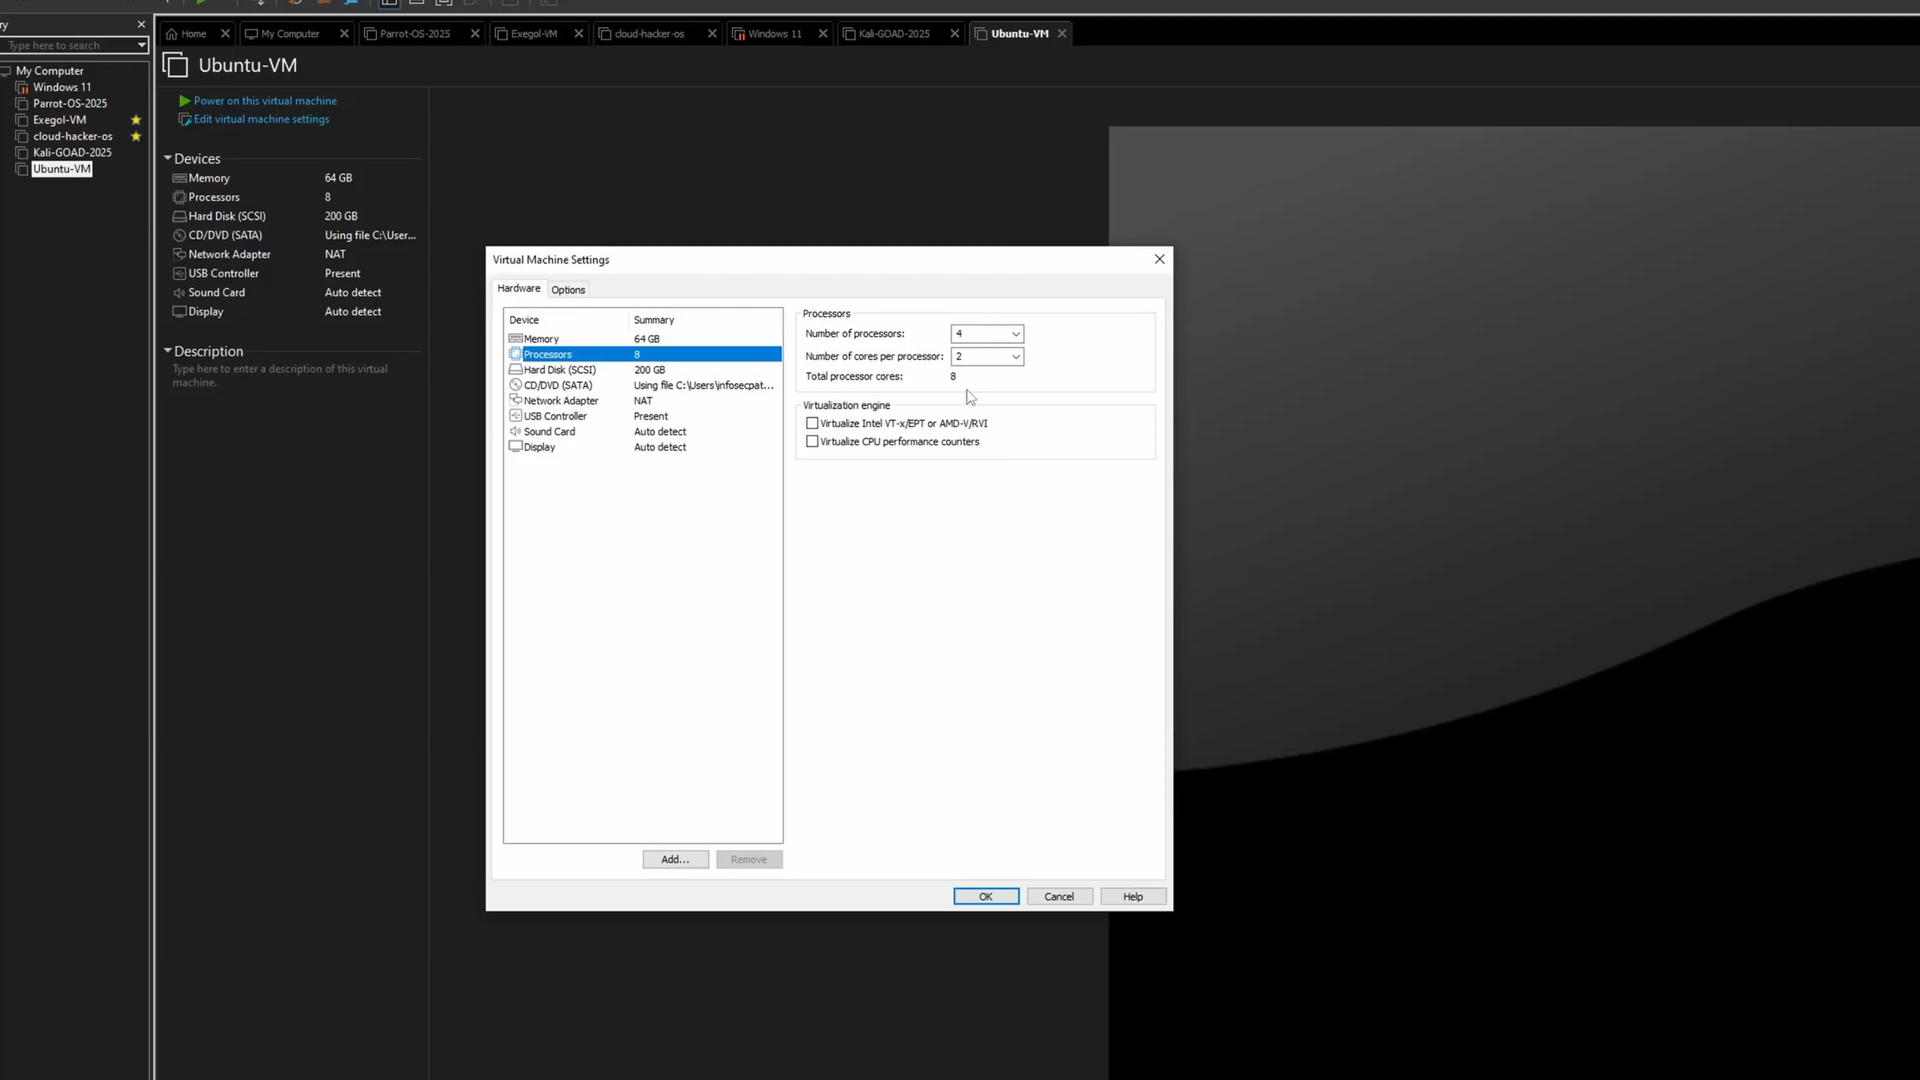 ry
Type here to search
My Computer
Windows 11
Parrot-OS-2025
Exegol-VM
cloud-hacker-os
Kali-GOAD-2025
Ubuntu-VM
Home
My Computer
Parrot-OS-2025
Exegol-VM
cloud-hacker-os
Windows 11
Kali-GOAD-2025
Ubuntu-VM
Ubuntu-VM
Power on this virtual machine
Edit virtual machine settings
Devices
Memory 64 GB
Processors 8
Hard Disk (SCSI) 200 GB
CD/DVD (SATA) Using file C:\User...
Network Adapter NAT
USB Controller Present
Sound Card Auto detect
Display Auto detect
Description
Type here to enter a description of this virtual
machine.
Virtual Machine Settings
Hardware Options
Device Summary
Memory 64 GB
Processors 8
Hard Disk (SCSI) 200 GB
CD/DVD (SATA) Using file C:\Users\infosecpat...
Network Adapter NAT
USB Controller Present
Sound Card Auto detect
Display Auto detect
Add... Remove
Processors
Number of processors: 4
Number of cores per processor: 2
Total processor cores: 8
Virtualization engine
Virtualize Intel VT-x/EPT or AMD-V/RVI
Virtualize CPU performance counters
OK Cancel Help